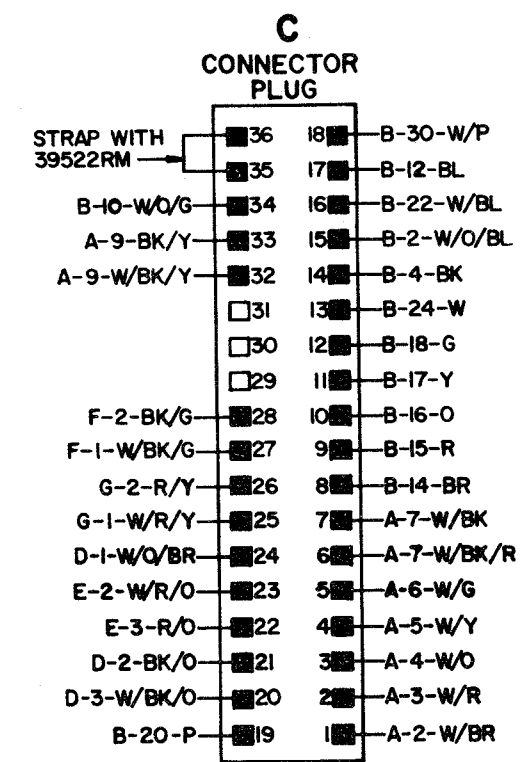 C
CONNECTOR
PLUG
STRAP WITH
39522RM
36 18 B-30-W/P
35 17 B-12-BL
B-10-W/O/G 34 16 B-22-W/BL
A-9-BK/Y 33 15 B-2-W/O/BL
A-9-W/BK/Y 32 14 B-4-BK
31 13 B-24-W
30 12 B-18-G
29 11 B-17-Y
F-2-BK/G 28 10 B-16-O
F-1-W/BK/G 27 9 B-15-R
G-2-R/Y 26 8 B-14-BR
G-1-W/R/Y 25 7 A-7-W/BK
D-1-W/O/BR 24 6 A-7-W/BK/R
E-2-W/R/O 23 5 A-6-W/G
E-3-R/O 22 4 A-5-W/Y
D-2-BK/O 21 3 A-4-W/O
D-3-W/BK/O 20 2 A-3-W/R
B-20-P 19 1 A-2-W/BR